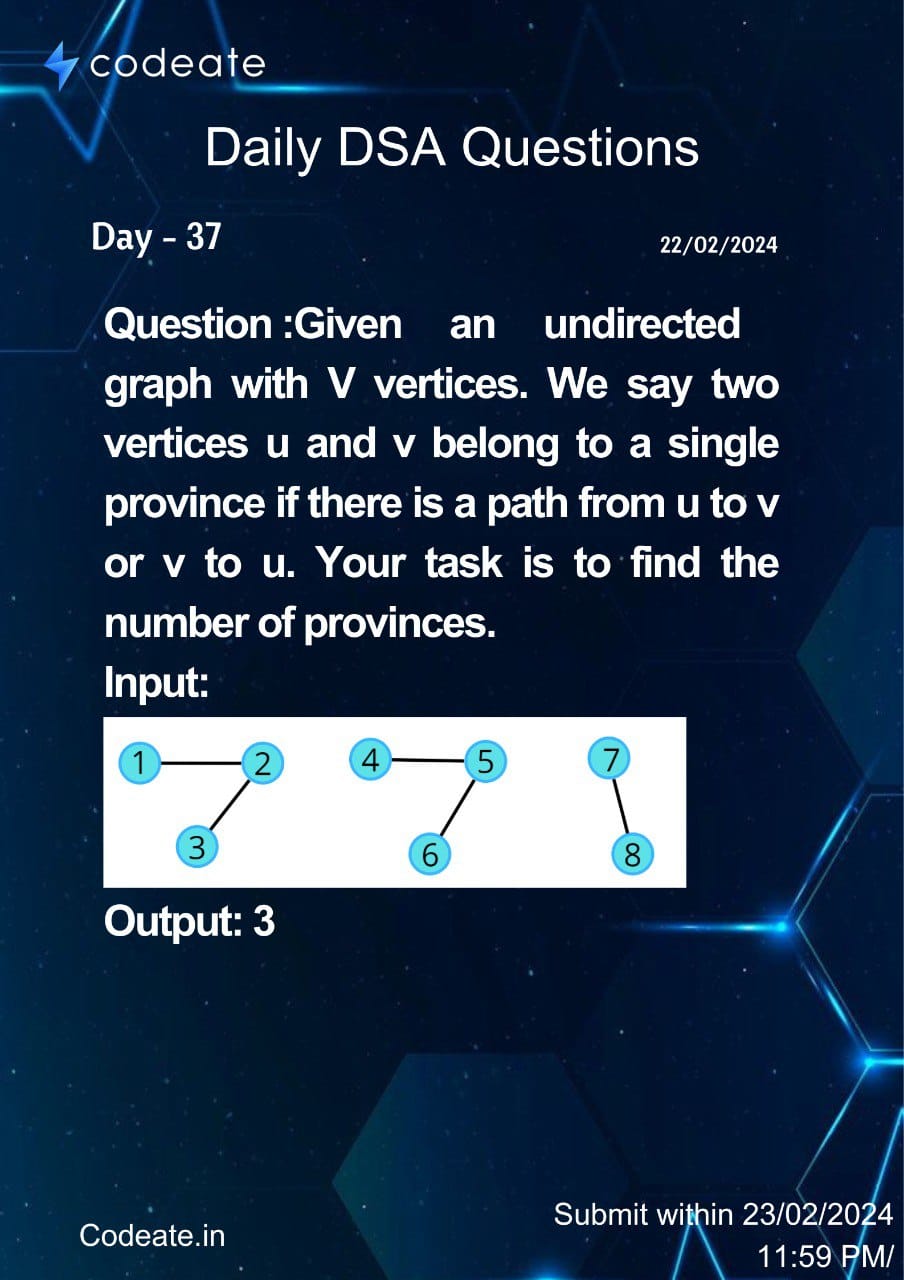 codeate
Daily DSA Questions
Day - 37
22/02/2024
Question :Given an undirected
graph with V vertices. We say two
vertices u and v belong to a single
province if there is a path from u to v
or v to u. Your task is to find the
number of provinces.
Input:
1 2 4 5 7
3 6 8
Output: 3
Submit within 23/02/2024
Codeate.in
11:59 PM/